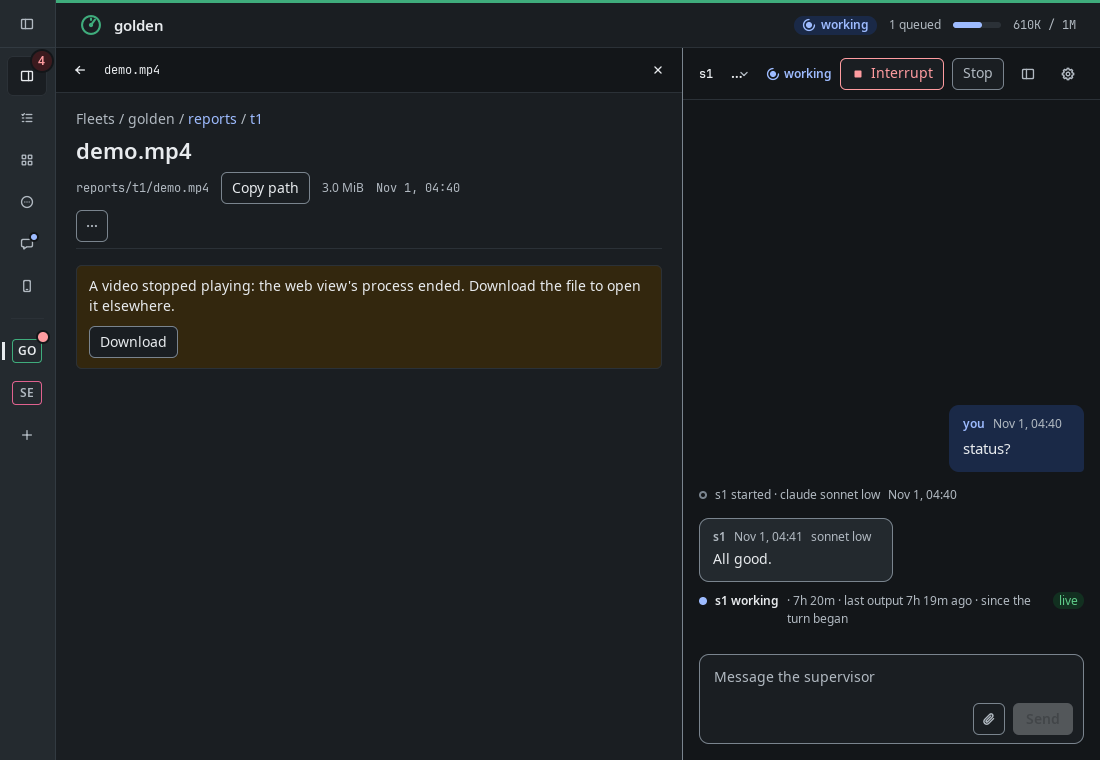 golden
working
1 queued
610K / 1M
4
demo.mp4
s1
...
working
Interrupt
Stop
Fleets / golden / reports / t1
demo.mp4
reports/t1/demo.mp4
Copy path
3.0 MiB
Nov 1, 04:40
...
A video stopped playing: the web view's process ended. Download the file to open
it elsewhere.
Download
GO
SE
you Nov 1, 04:40
status?
s1 started · claude sonnet low Nov 1, 04:40
s1 Nov 1, 04:41 sonnet low
All good.
s1 working · 7h 20m · last output 7h 19m ago · since the
turn began
live
Message the supervisor
Send